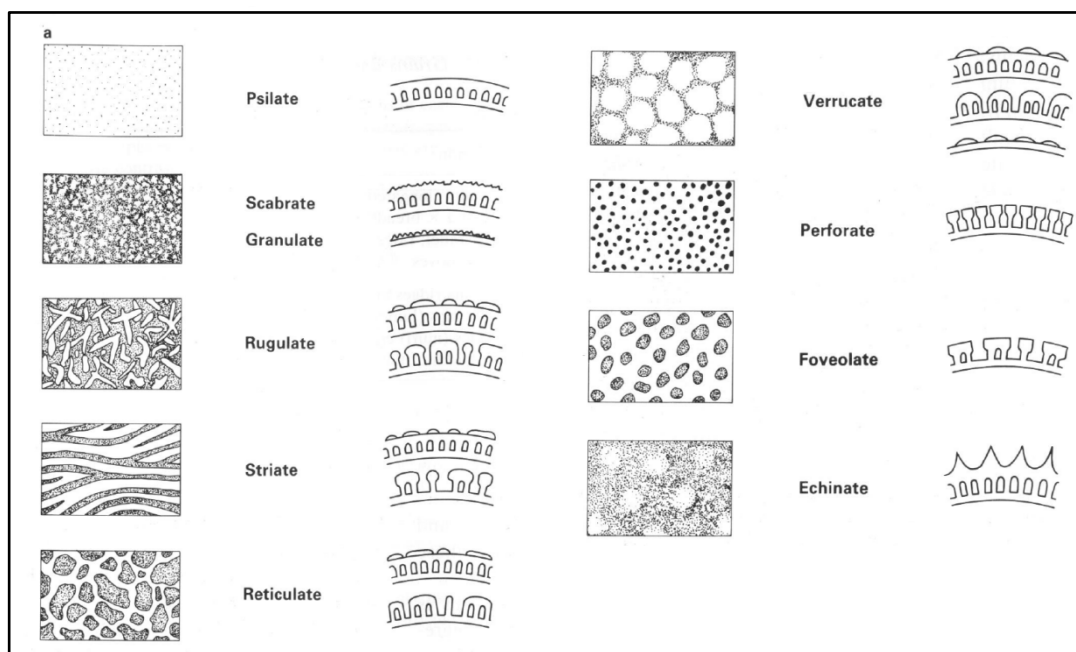 a
Psilate
Scabrate
Granulate
Rugulate
Striate
Reticulate
Verrucate
Perforate
Foveolate
Echinate